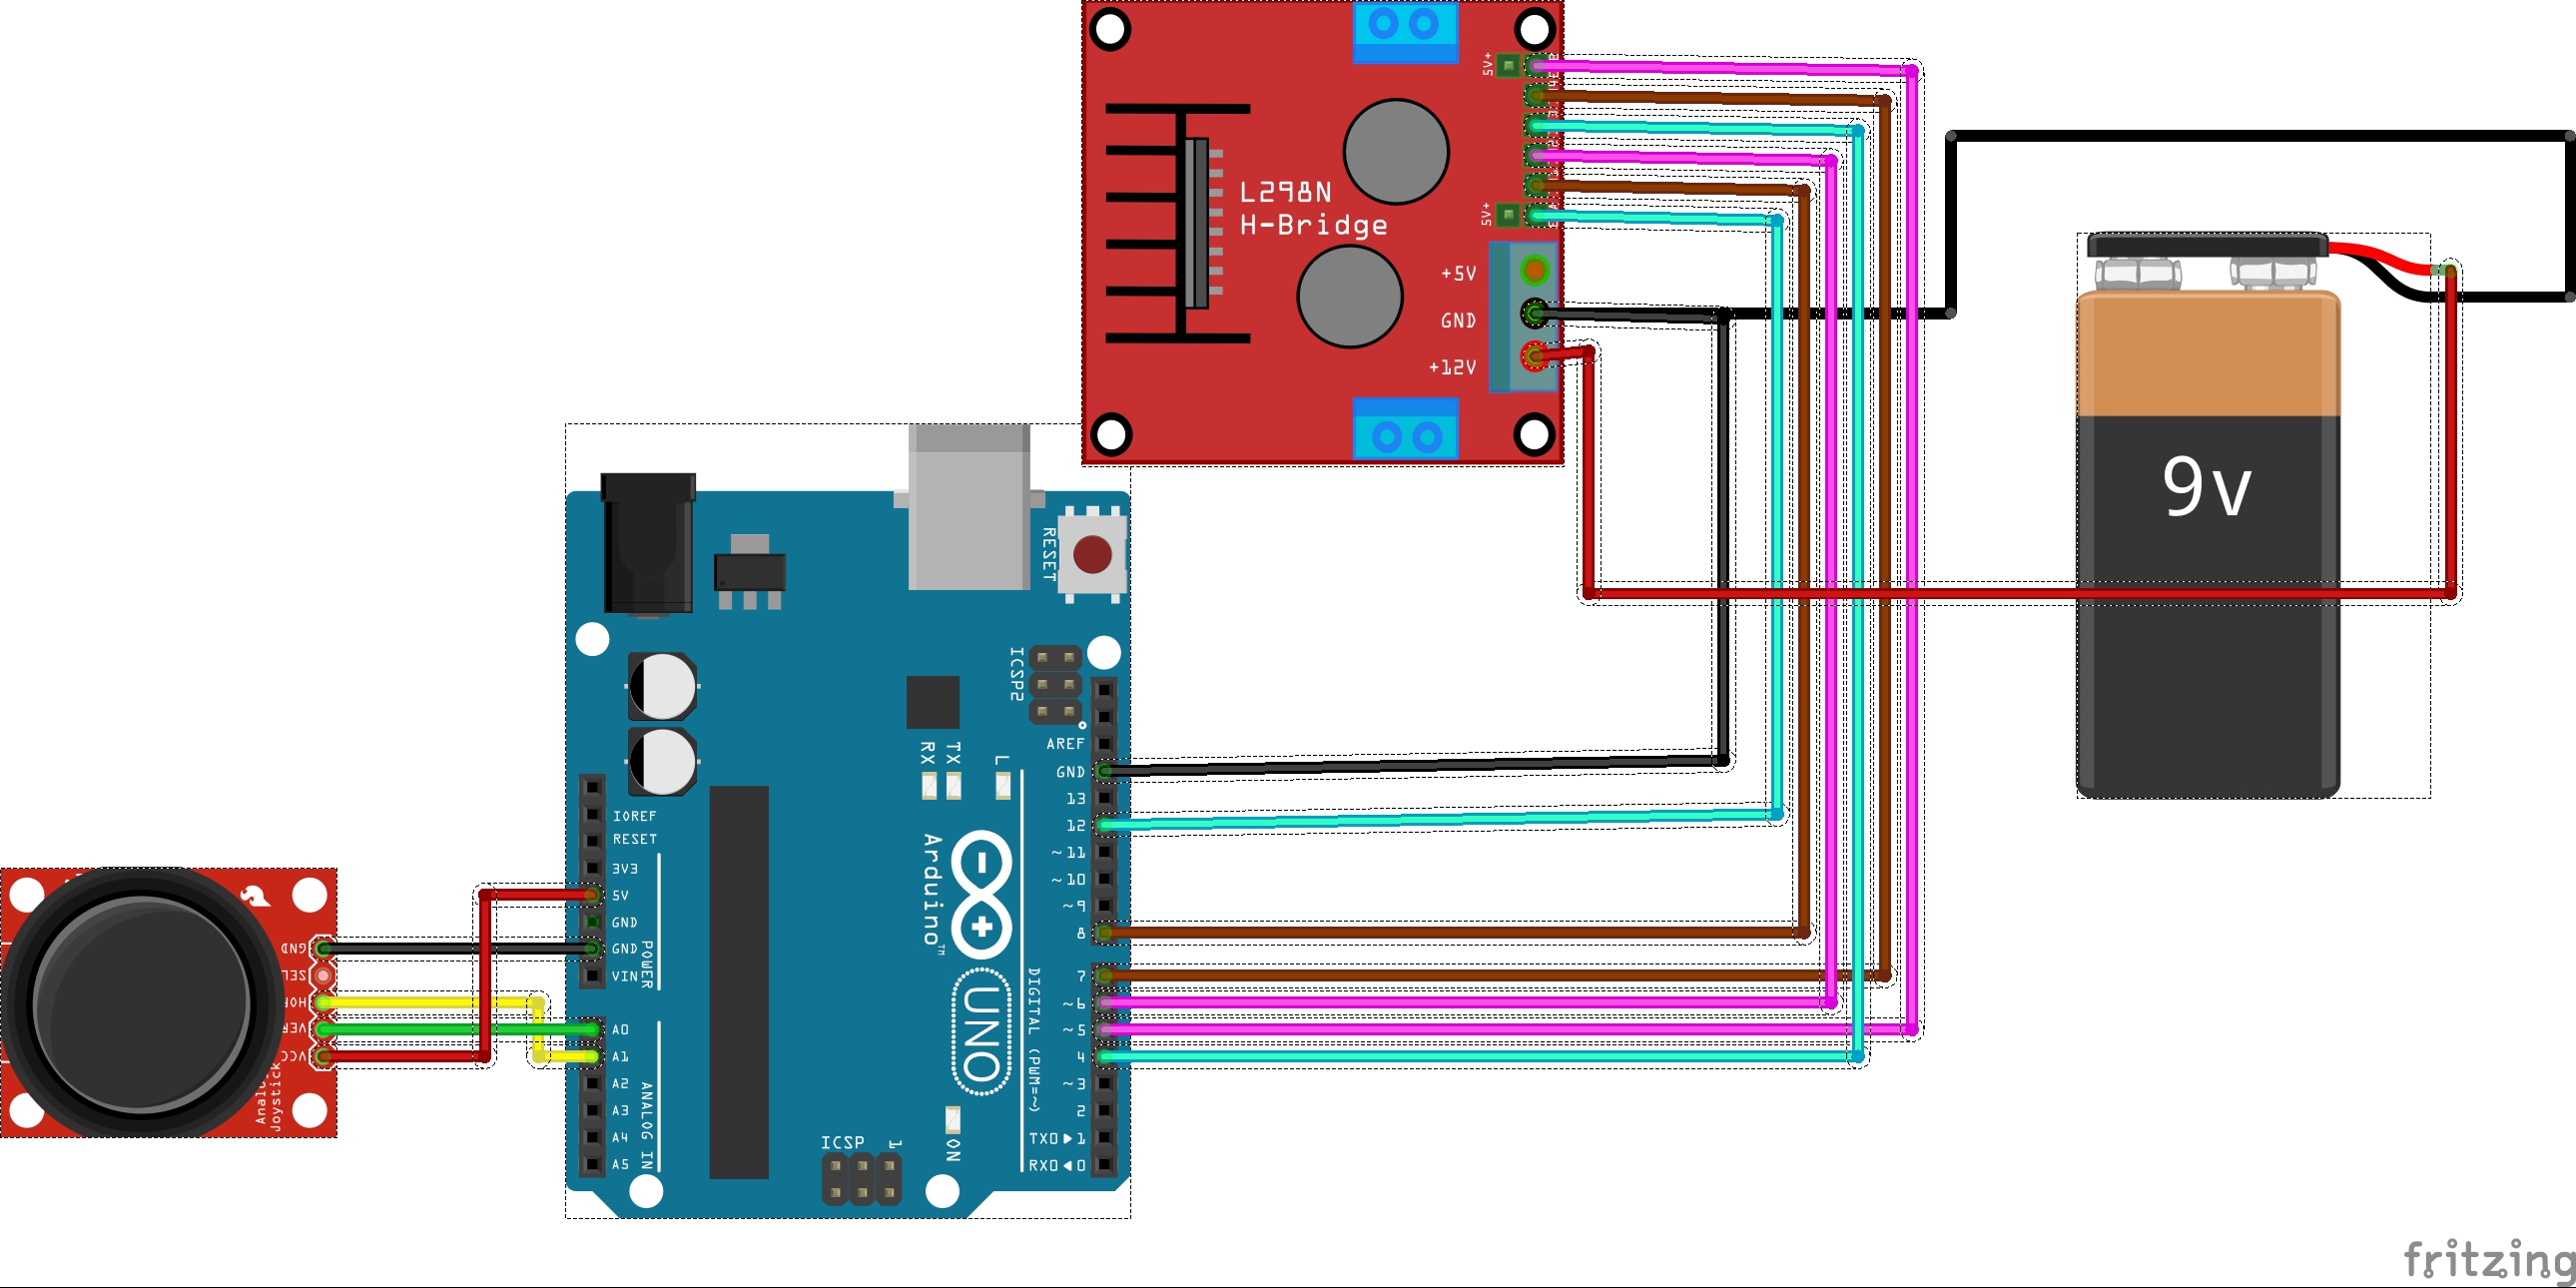 5V+
5V+
L298N
H-Bridge
+5V
GND
+12V
9v
RESET
ICSP2
AREF
GND
13
12
~11
~10
~9
8
7
~6
~5
4
~3
2
TX0▶1
RX0◀0
RX
TX
L
IOREF
RESET
3V3
5V
GND
GND
VIN
POWER
A0
A1
A2
A3
A4
A5
ANALOG IN
Arduino™
UNO
DIGITAL (PWM=~)
ICSP
1
ON
GND
SEL
HOR
VER
VCC
Joystick
fritzing